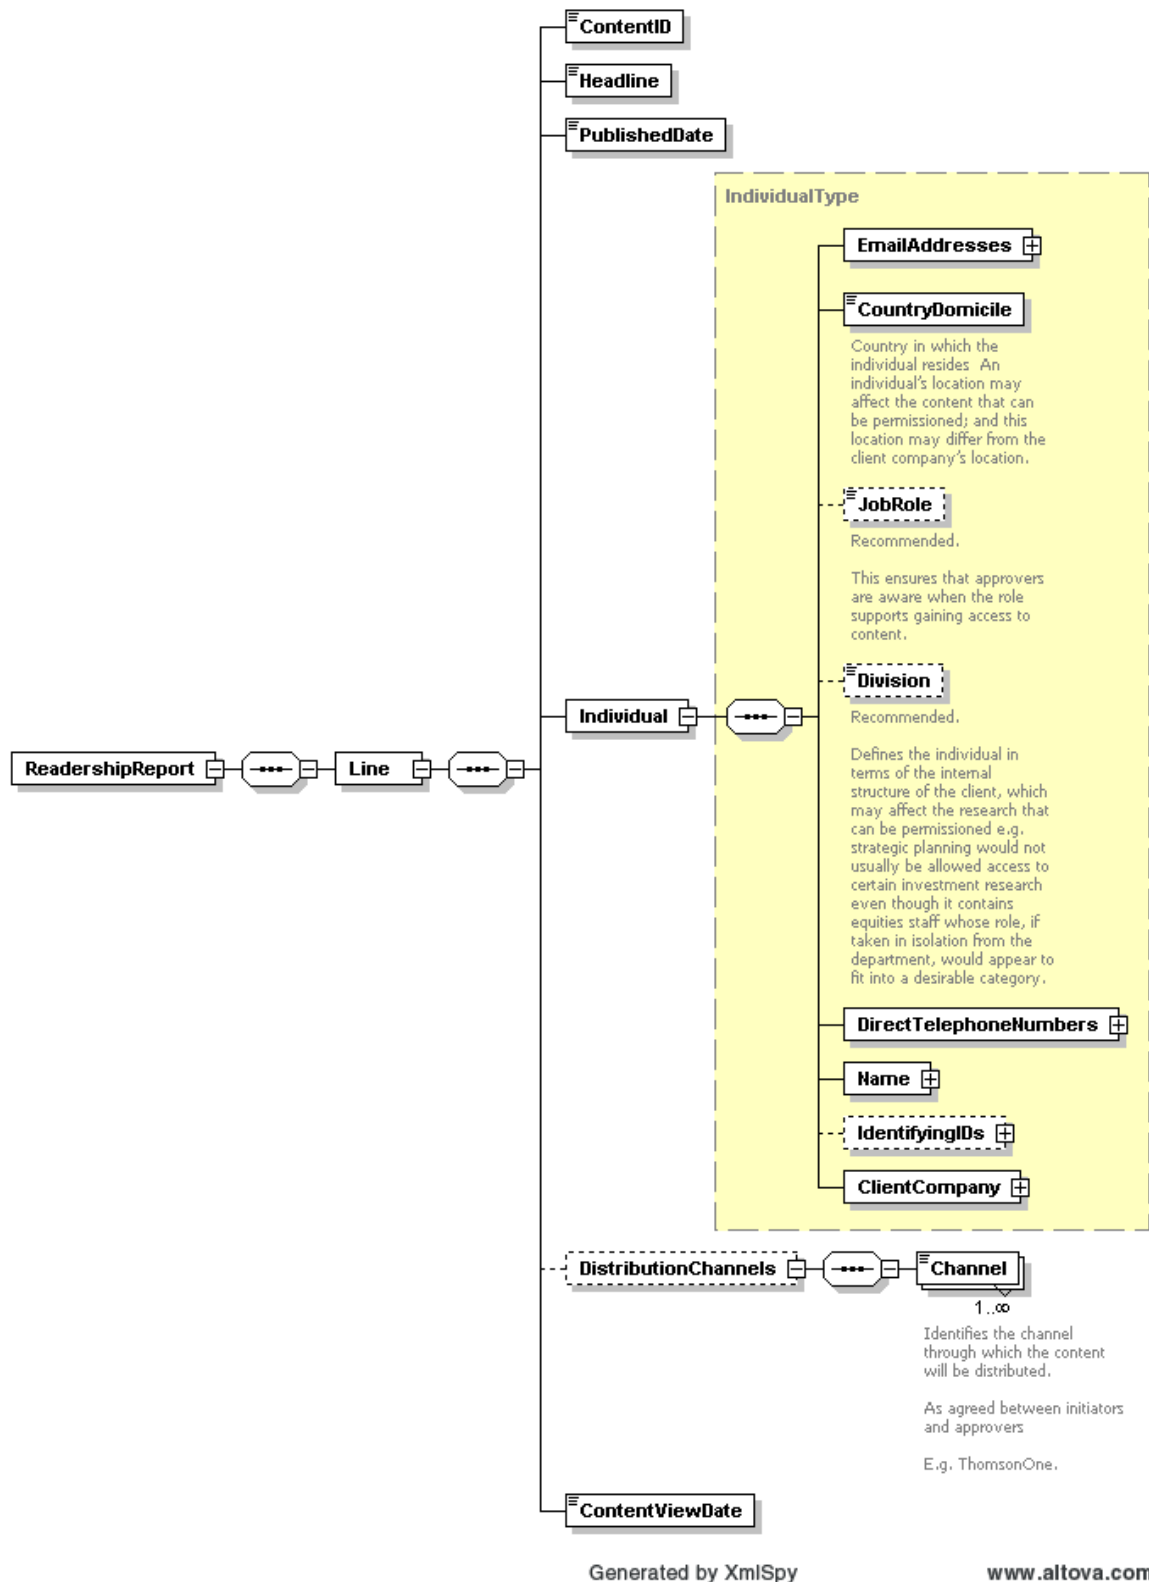 ContentID
Headline
PublishedDate
IndividualType
EmailAddresses
CountryDomicile
Country in which the
individual resides An
individual's location may
affect the content that can
be permissioned; and this
location may differ from the
client company's location.
JobRole
Recommended.
This ensures that approvers
are aware when the role
supports gaining access to
content.
Division
Recommended.
Defines the individual in
terms of the internal
structure of the client, which
may affect the research that
can be permissioned e.g.
strategic planning would not
usually be allowed access to
certain investment research
even though it contains
equities staff whose role, if
taken in isolation from the
department, would appear to
fit into a desirable category.
Individual
ReadershipReport
Line
DirectTelephoneNumbers
Name
IdentifyingIDs
ClientCompany
DistributionChannels
Channel
1..∞
Identifies the channel
through which the content
will be distributed.
As agreed between initiators
and approvers
E.g. ThomsonOne.
ContentViewDate
Generated by XmlSpy
www.altova.com